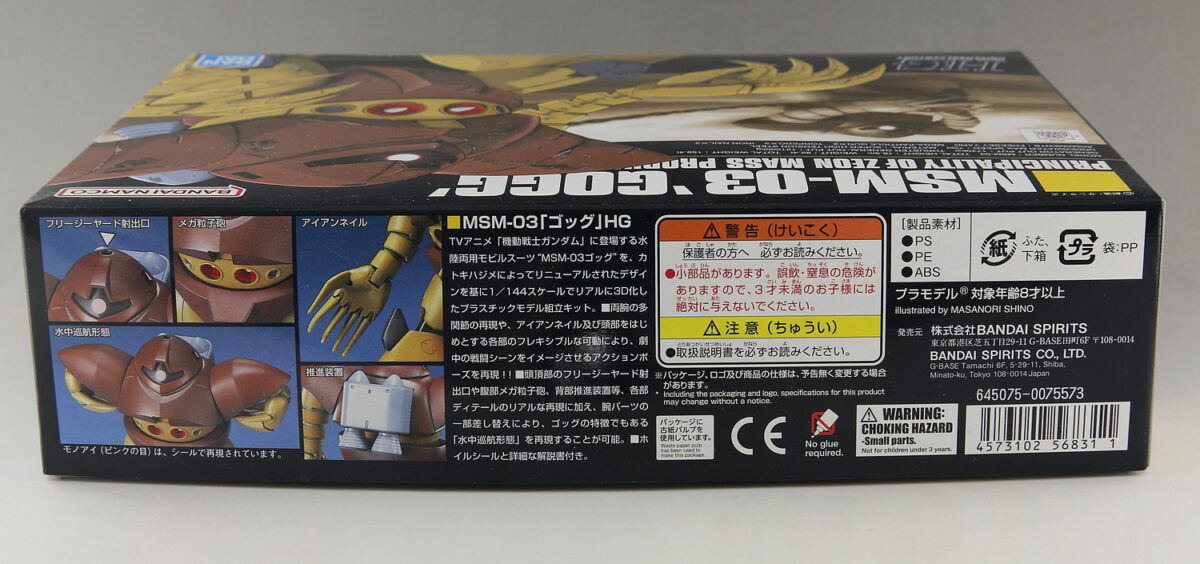 BANDAI NAMCO
MSM-03 'GOGG'
PRINCIPALITY OF ZEON MASS
フリージーヤード射出口
メガ粒子砲
アイアンネイル
水中巡航形態
推進装置
モノアイ(ピンクの目)は、シールで再現されています。
■MSM-03「ゴッグ」HG
TVアニメ「機動戦士ガンダム」に登場する水
陸両用モビルスーツ"MSM-03ゴッグ"を、カ
トキハジメによってリニューアルされたデザイ
ンを基に1/144スケールでリアルに3D化し
たプラスチックモデル組立キット。■両腕の多
関節の再現や、アイアンネイル及び頭部をはじ
めとする各部のフレキシブルな可動により、劇
中の戦闘シーンをイメージさせるアクションポ
ーズを再現!!■頭頂部のフリージーヤード射
出口や腹部メガ粒子砲、背部推進装置等、各部
ディテールのリアルな再現に加え、腕パーツの
一部差し替えにより、ゴッグの特徴でもある
「水中巡航形態」を再現することが可能。■ホ
イルシールと詳細な解説書付き。
⚠警告(けいこく)
保護者の方へ 必ずお読みください。
●小部品があります。誤飲・窒息の危険が
ありますので、3才未満のお子様には
絶対に与えないでください。
⚠注意(ちゅうい)
●取扱説明書を必ずお読みください。
※パッケージ、ロゴ及び商品の仕様は、予告無く変更する場合
があります。
* Including the packaging and logo, specifications for this product
may change without a notice.
パッケージに
古紙パルプを
使用しています。
Waste paper pulp
has been used to
make this package.
CE
No glue
required.
⚠WARNING:
CHOKING HAZARD
-Small parts.
Not for children under 3 years.
[製品素材]
●PS
●PE
●ABS
紙
ふた、
下箱
プラ
袋:PP
プラモデル® 対象年齢8才以上
illustrated by MASANORI SHINO
発売元 株式会社BANDAI SPIRITS
東京都港区芝五丁目29-11 G-BASE田町6F 〒108-0014
BANDAI SPIRITS CO., LTD.
G-BASE Tamachi 6F, 5-29-11, Shiba,
Minato-ku, Tokyo 108-0014 Japan
645075-0075573
4573102 56831 1